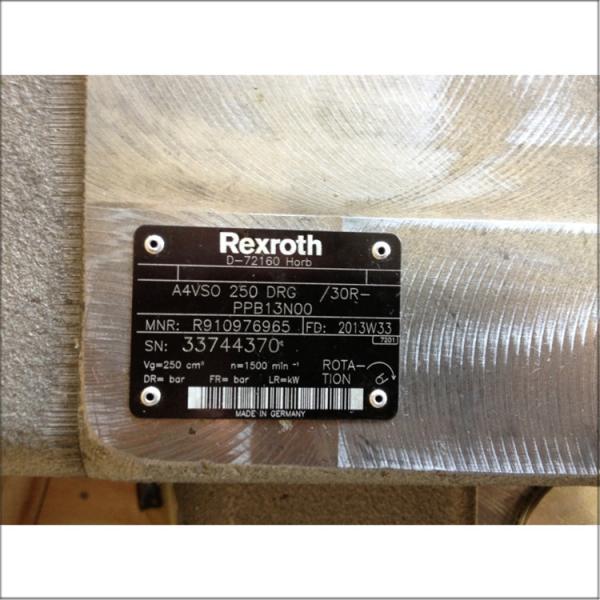 Rexroth
D-72160 Horb
A4VSO 250 DRG /30R-
PPB13N00
MNR: R910976965 FD: 2013W33
7201
SN: 33744370
Vg=250 cm³ n=1500 min⁻¹ ROTA-
DR= bar FR= bar LR=kW TION
MADE IN GERMANY